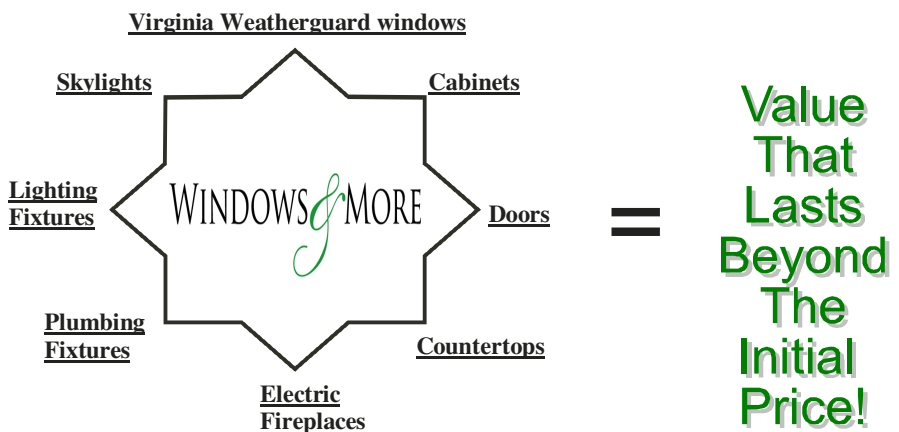 Virginia Weatherguard windows
Skylights
Cabinets
Lighting
Fixtures
WINDOWS & MORE
Doors
=
Plumbing
Fixtures
Countertops
Electric
Fireplaces
Value
That
Lasts
Beyond
The
Initial
Price!